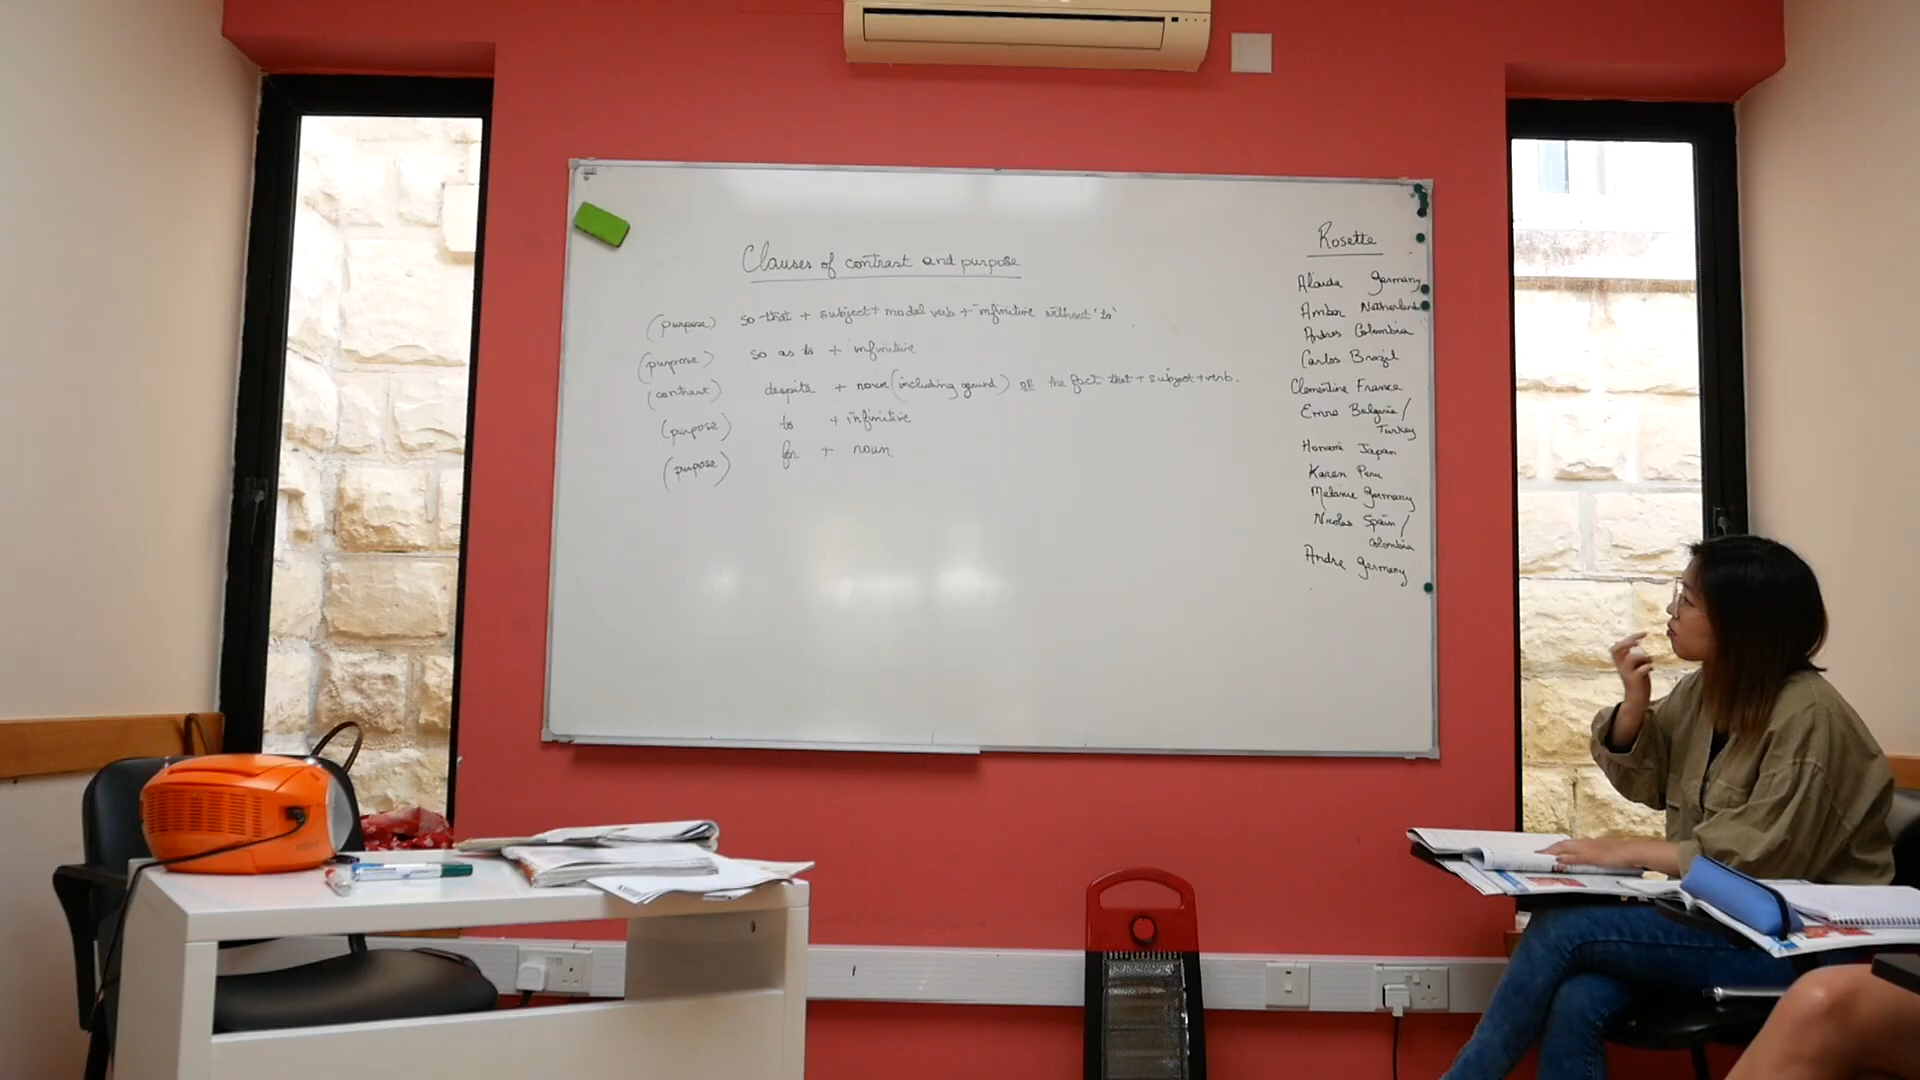 Clauses of contrast and purpose
(purpose) so that + subject + modal verb + infinitive without 'to'
(purpose) so as to + infinitive
(contrast) despite + noun (including gerund) or the fact that + subject + verb.
(purpose) to + infinitive
(purpose) for + noun
Rosette
Germany
Amber Netherlands
Andres Colombia
Carlos Brazil
Clementine France
Emre Bulgaria /
Turkey
Honami Japan
Karen Peru
Melanie Germany
Nicolas Spain /
Colombia
Andre Germany